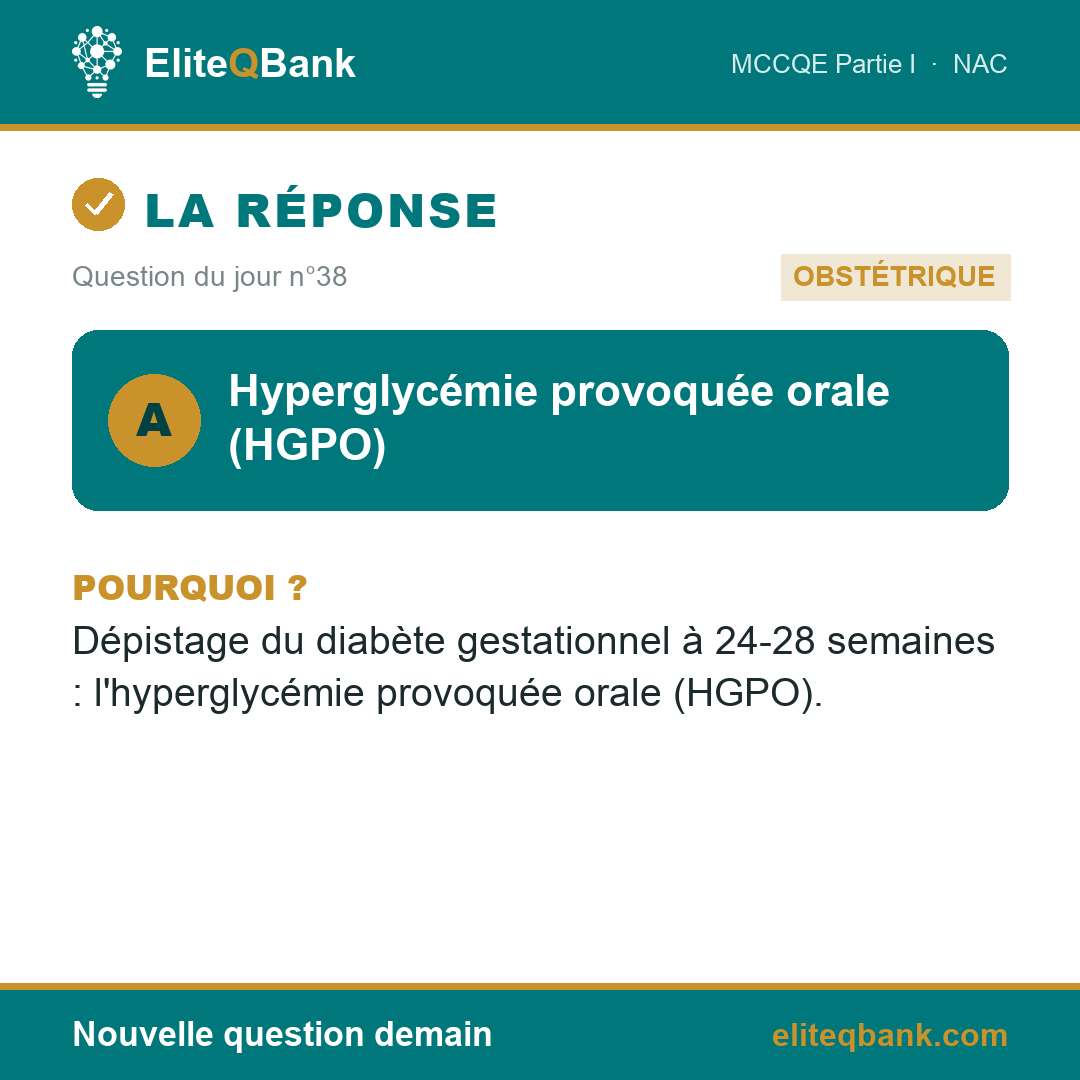 EliteQBank
MCCQE Partie I · NAC
LA RÉPONSE
Question du jour n°38
OBSTÉTRIQUE
A
Hyperglycémie provoquée orale
(HGPO)
POURQUOI ?
Dépistage du diabète gestationnel à 24-28 semaines
: l'hyperglycémie provoquée orale (HGPO).
Nouvelle question demain
eliteqbank.com